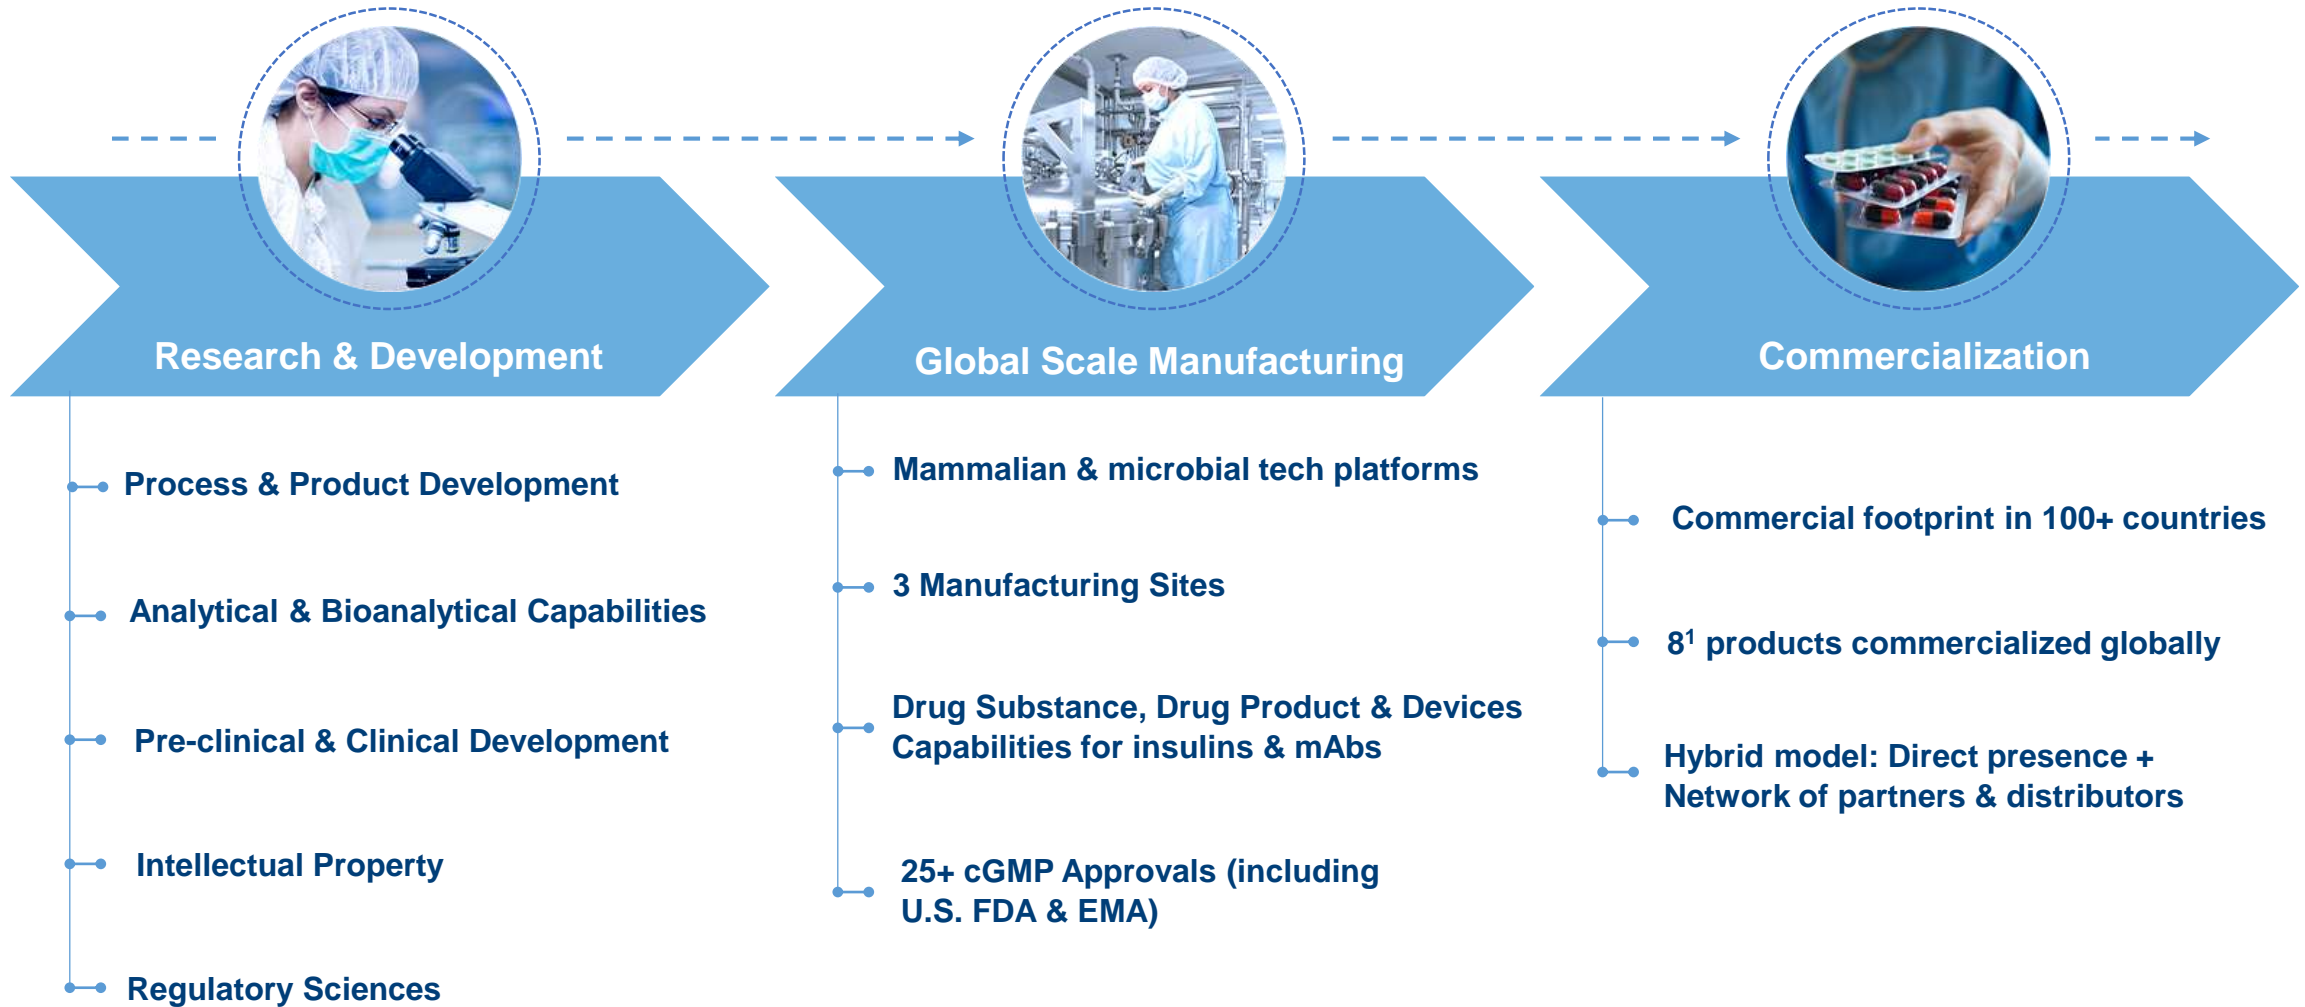 Research & Development
Process & Product Development
Analytical & Bioanalytical Capabilities
Pre-clinical & Clinical Development
Intellectual Property
Regulatory Sciences
Global Scale Manufacturing
Mammalian & microbial tech platforms
3 Manufacturing Sites
Drug Substance, Drug Product & Devices
Capabilities for insulins & mAbs
25+ cGMP Approvals (including
U.S. FDA & EMA)
Commercialization
Commercial footprint in 100+ countries
8¹ products commercialized globally
Hybrid model: Direct presence +
Network of partners & distributors